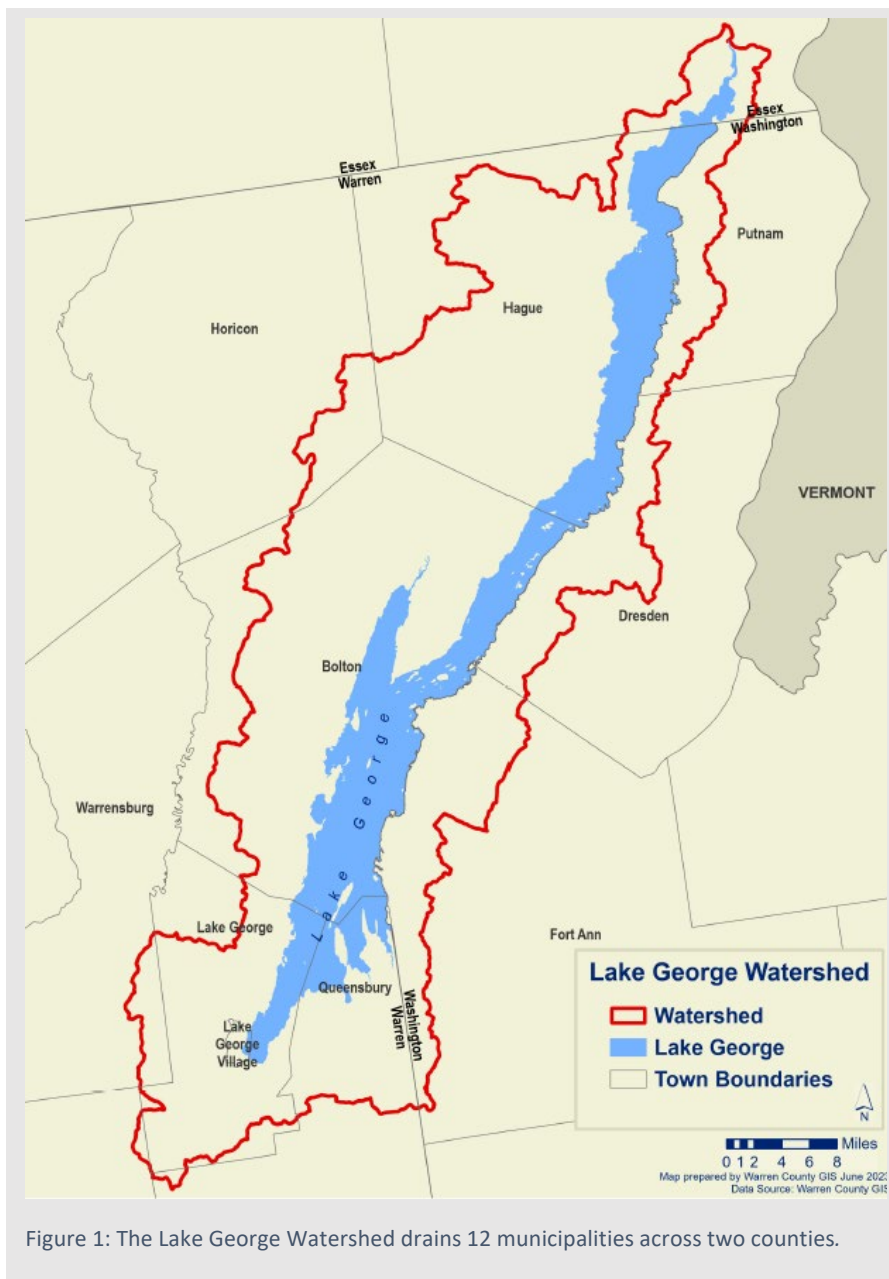 Essex
Washington
Essex
Warren
Putnam
Horicon
Hague
VERMONT
Dresden
Bolton
Lake George
Warrensburg
Lake George
Fort Ann
Queensbury
Washington
Warren
Lake
George
Village
Lake George Watershed
Watershed
Lake George
Town Boundaries
N
Miles
0 1 2 4 6 8
Map prepared by Warren County GIS June 2023
Data Source: Warren County GIS
Figure 1: The Lake George Watershed drains 12 municipalities across two counties.